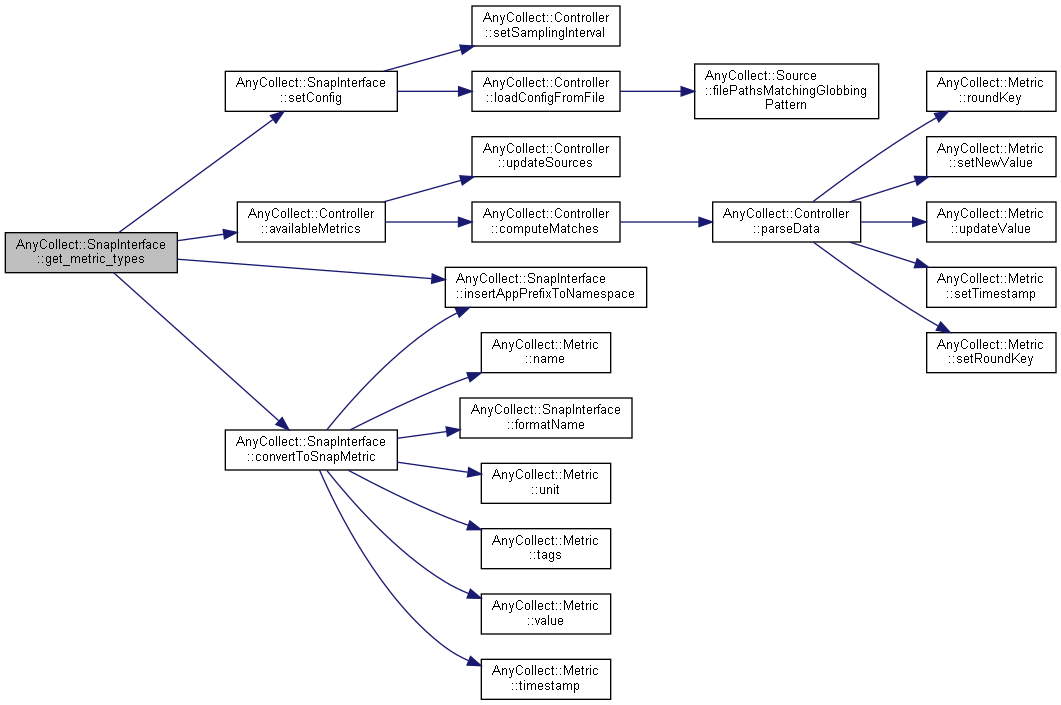 AnyCollect::SnapInterface
::get_metric_types
AnyCollect::SnapInterface
::setConfig
AnyCollect::Controller
::setSamplingInterval
AnyCollect::Controller
::loadConfigFromFile
AnyCollect::Source
::filePathsMatchingGlobbing
Pattern
AnyCollect::Controller
::availableMetrics
AnyCollect::Controller
::updateSources
AnyCollect::Controller
::computeMatches
AnyCollect::Controller
::parseData
AnyCollect::Metric
::roundKey
AnyCollect::Metric
::setNewValue
AnyCollect::Metric
::updateValue
AnyCollect::Metric
::setTimestamp
AnyCollect::Metric
::setRoundKey
AnyCollect::SnapInterface
::insertAppPrefixToNamespace
AnyCollect::SnapInterface
::convertToSnapMetric
AnyCollect::Metric
::name
AnyCollect::SnapInterface
::formatName
AnyCollect::Metric
::unit
AnyCollect::Metric
::tags
AnyCollect::Metric
::value
AnyCollect::Metric
::timestamp